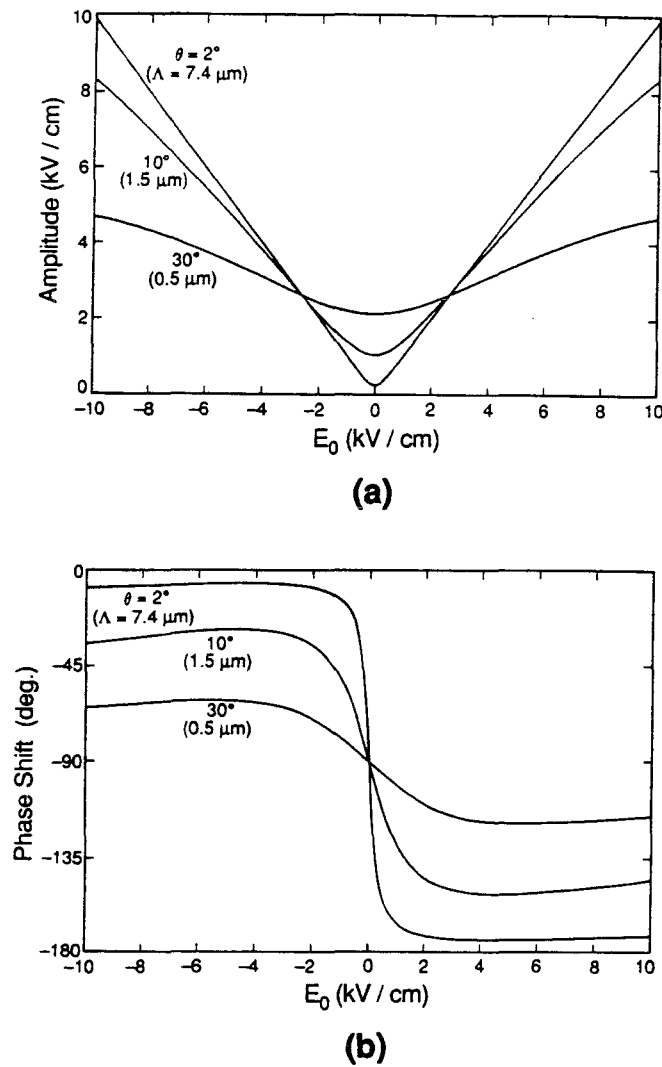 10
8
6
4
2
0
Amplitude (kV / cm)
θ = 2°
(Λ = 7.4 μm)
10°
(1.5 μm)
30°
(0.5 μm)
−10 −8 −6 −4 −2 0 2 4 6 8 10
E₀ (kV / cm)
(a)
0
−45
−90
−135
−180
Phase Shift (deg.)
θ = 2°
(Λ = 7.4 μm)
10°
(1.5 μm)
30°
(0.5 μm)
−10 −8 −6 −4 −2 0 2 4 6 8 10
E₀ (kV / cm)
(b)